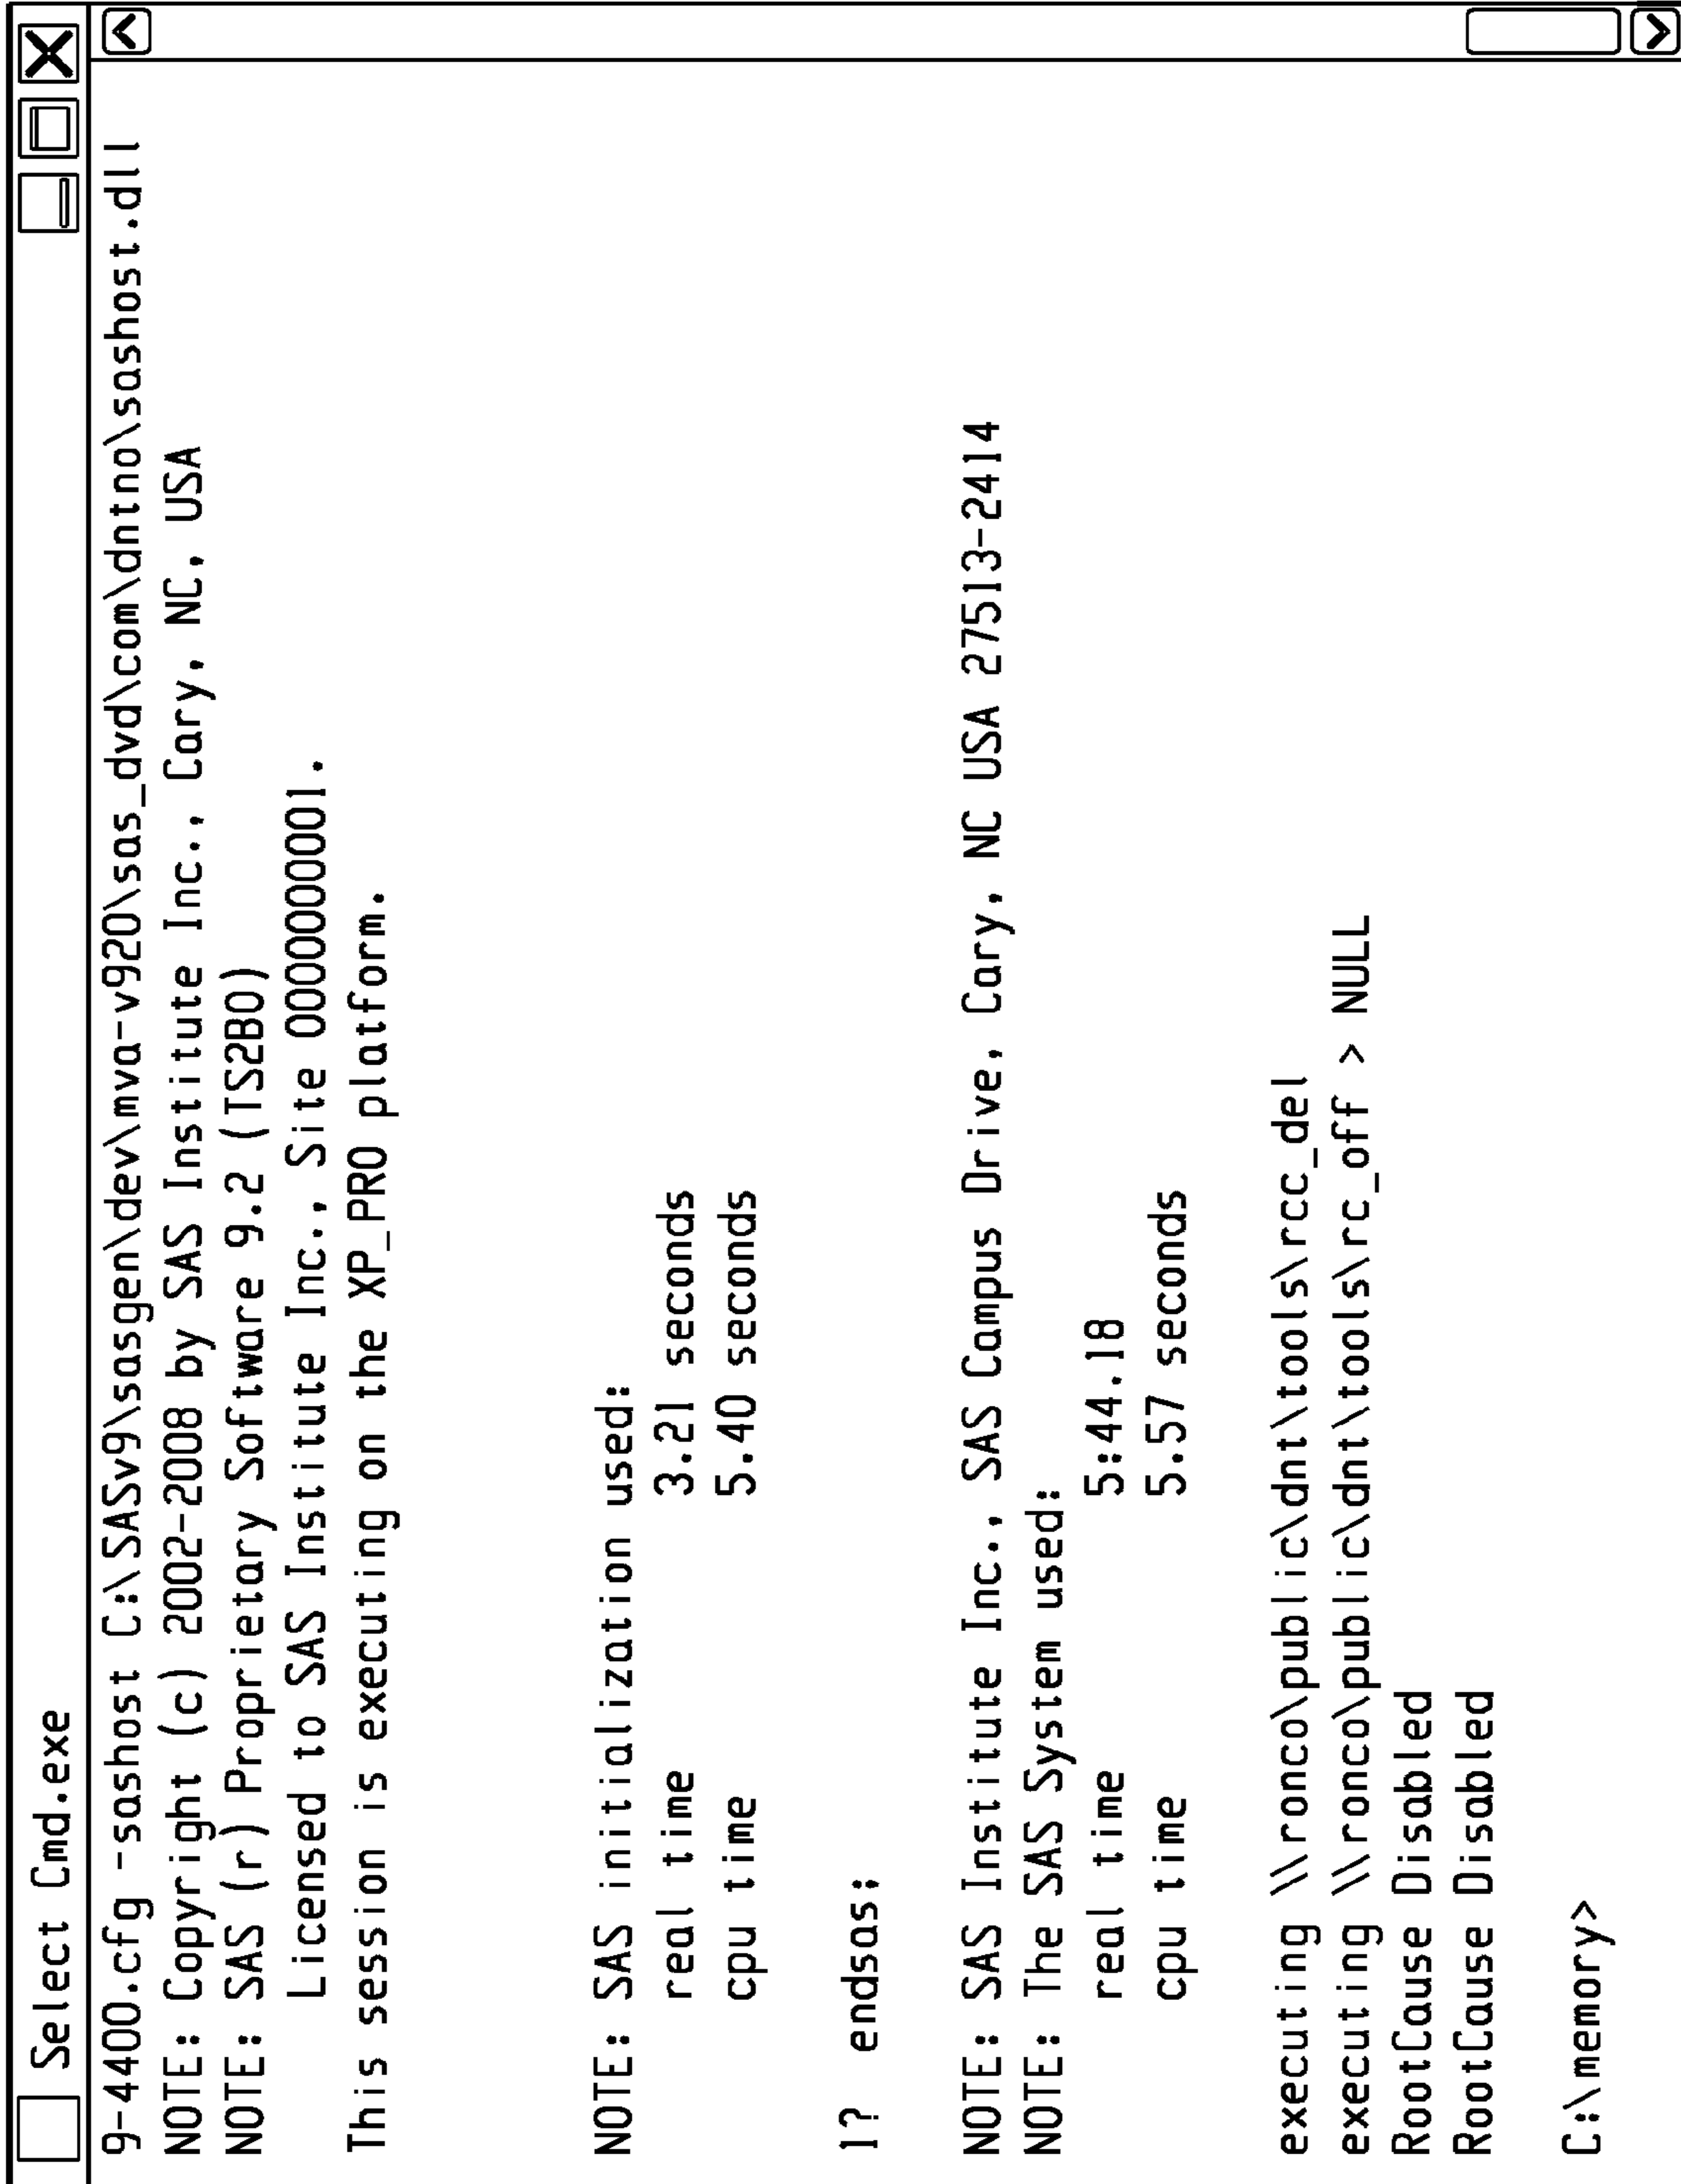 Select Cmd.exe
9-4400.cfg -sashost C:\SASv9\sasgen\dev\mva-v920\sas_dvd\com\dntno\sashost.dll
NOTE: Copyright (c) 2002-2008 by SAS Institute Inc., Cary, NC, USA
NOTE: SAS (r) Proprietary Software 9.2 (TS2B0)
Licensed to SAS Institute Inc., Site 0000000001.
This session is executing on the XP_PRO platform.
NOTE: SAS initialization used:
real time 3.21 seconds
cpu time 5.40 seconds
1? endsas;
NOTE: SAS Institute Inc., SAS Campus Drive, Cary, NC USA 27513-2414
NOTE: The SAS System used:
real time 5:44.18
cpu time 5.57 seconds
executing \\ronco\public\dnt\tools\rcc_del
executing \\ronco\public\dnt\tools\rc_off > NULL
RootCause Disabled
RootCause Disabled
C:\memory>